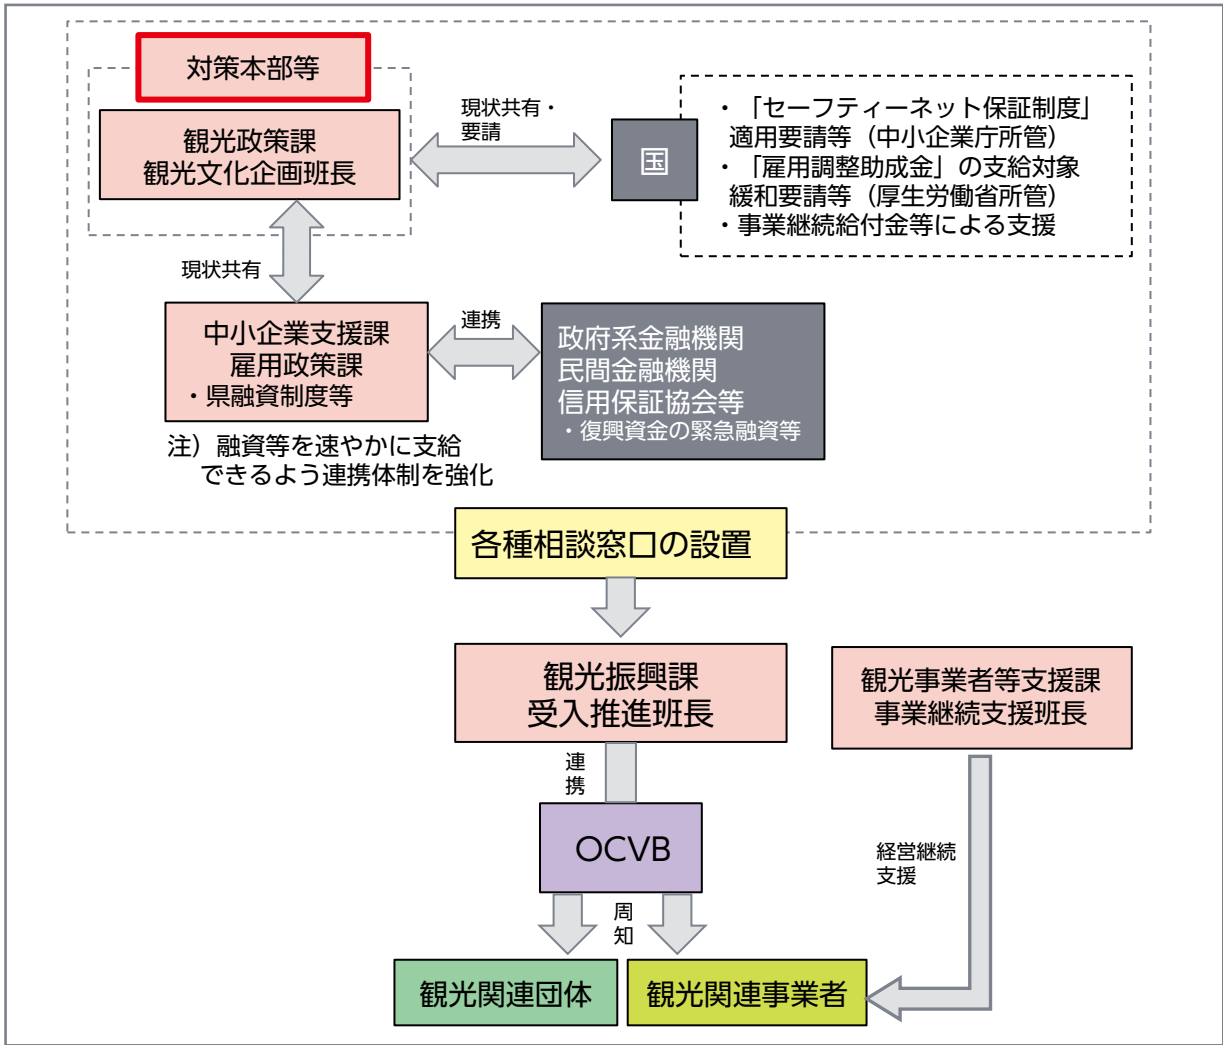 対策本部等
観光政策課
観光文化企画班長
現状共有・
要請
国
・「セーフティーネット保証制度」
適用要請等（中小企業庁所管）
・「雇用調整助成金」の支給対象
緩和要請等（厚生労働省所管）
・事業継続給付金等による支援
現状共有
中小企業支援課
雇用政策課
・県融資制度等
連携
政府系金融機関
民間金融機関
信用保証協会等
・復興資金の緊急融資等
注）融資等を速やかに支給
できるよう連携体制を強化
各種相談窓口の設置
観光振興課
受入推進班長
観光事業者等支援課
事業継続支援班長
連
携
OCVB
経営継続
支援
周
知
観光関連団体
観光関連事業者